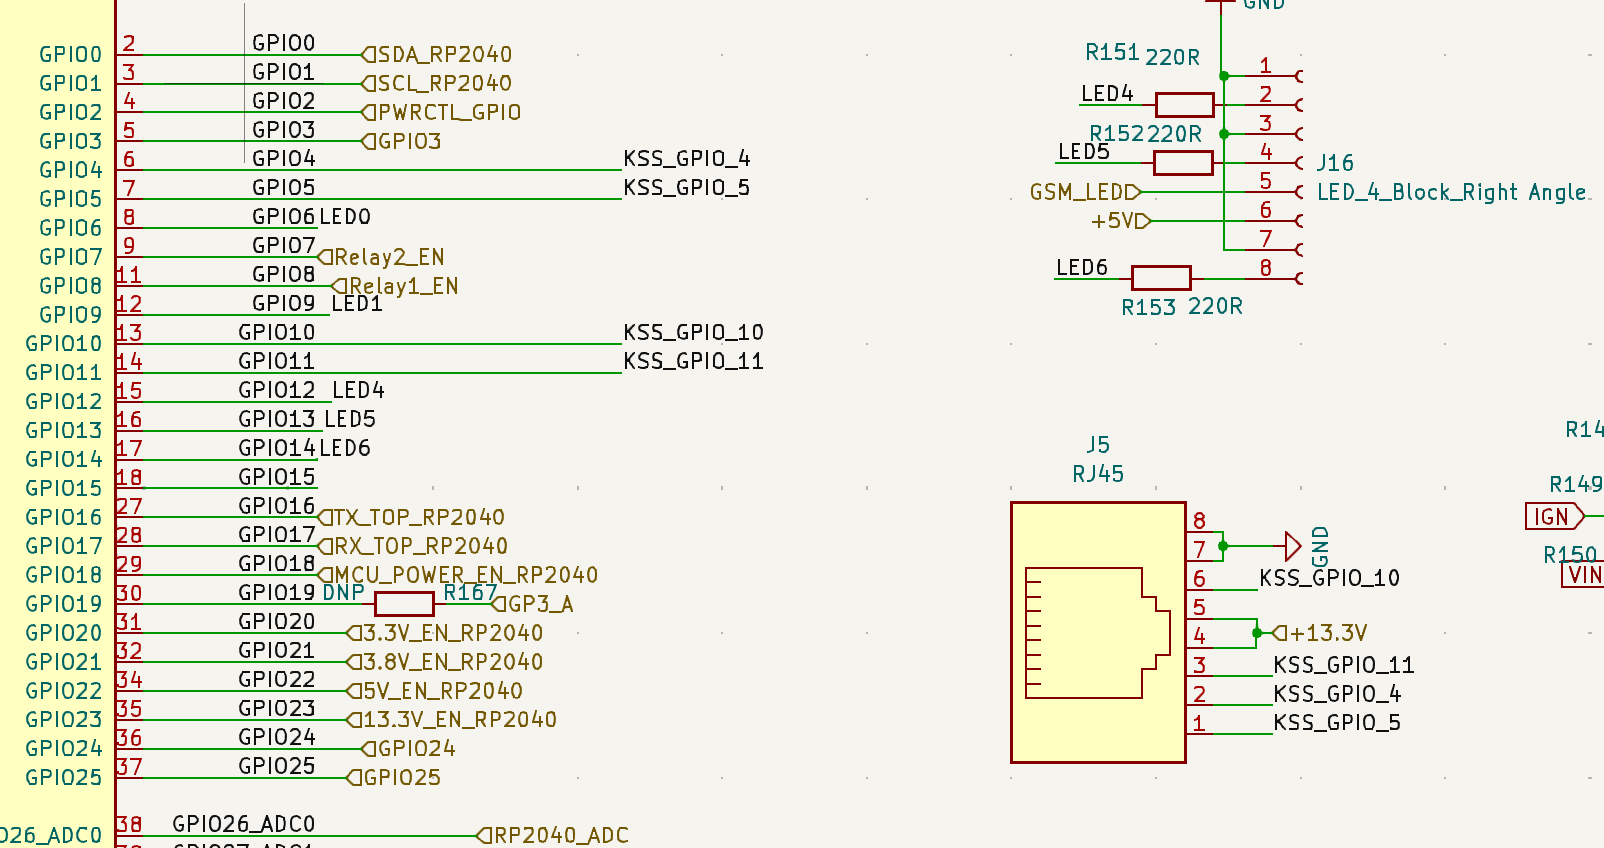 GND
GPIO0 2 GPIO0 SDA_RP2040
GPIO1 3 GPIO1 SCL_RP2040
GPIO2 4 GPIO2 PWRCTL_GPIO
GPIO3 5 GPIO3 GPIO3
GPIO4 6 GPIO4 KSS_GPIO_4
GPIO5 7 GPIO5 KSS_GPIO_5
GPIO6 8 GPIO6 LED0
GPIO7 9 GPIO7 Relay2_EN
GPIO8 11 GPIO8 Relay1_EN
GPIO9 12 GPIO9 LED1
GPIO10 13 GPIO10 KSS_GPIO_10
GPIO11 14 GPIO11 KSS_GPIO_11
GPIO12 15 GPIO12 LED4
GPIO13 16 GPIO13 LED5
GPIO14 17 GPIO14 LED6
GPIO15 18 GPIO15
GPIO16 27 GPIO16 TX_TOP_RP2040
GPIO17 28 GPIO17 RX_TOP_RP2040
GPIO18 29 GPIO18 MCU_POWER_EN_RP2040
GPIO19 30 GPIO19 DNP R167 GP3_A
GPIO20 31 GPIO20 3.3V_EN_RP2040
GPIO21 32 GPIO21 3.8V_EN_RP2040
GPIO22 34 GPIO22 5V_EN_RP2040
GPIO23 35 GPIO23 13.3V_EN_RP2040
GPIO24 36 GPIO24 GPIO24
GPIO25 37 GPIO25 GPIO25
O26_ADC0 38 GPIO26_ADC0 RP2040_ADC
GPIO27_ADC1
R151 220R
1
LED4 2
R152 220R 3
LED5 4 J16
GSM_LED 5 LED_4_Block_Right Angle
+5V 6
7
LED6 8
R153 220R
J5
RJ45
8
7 GND
6 KSS_GPIO_10
5
4 +13.3V
3 KSS_GPIO_11
2 KSS_GPIO_4
1 KSS_GPIO_5
R14
R149
IGN
R150
VIN